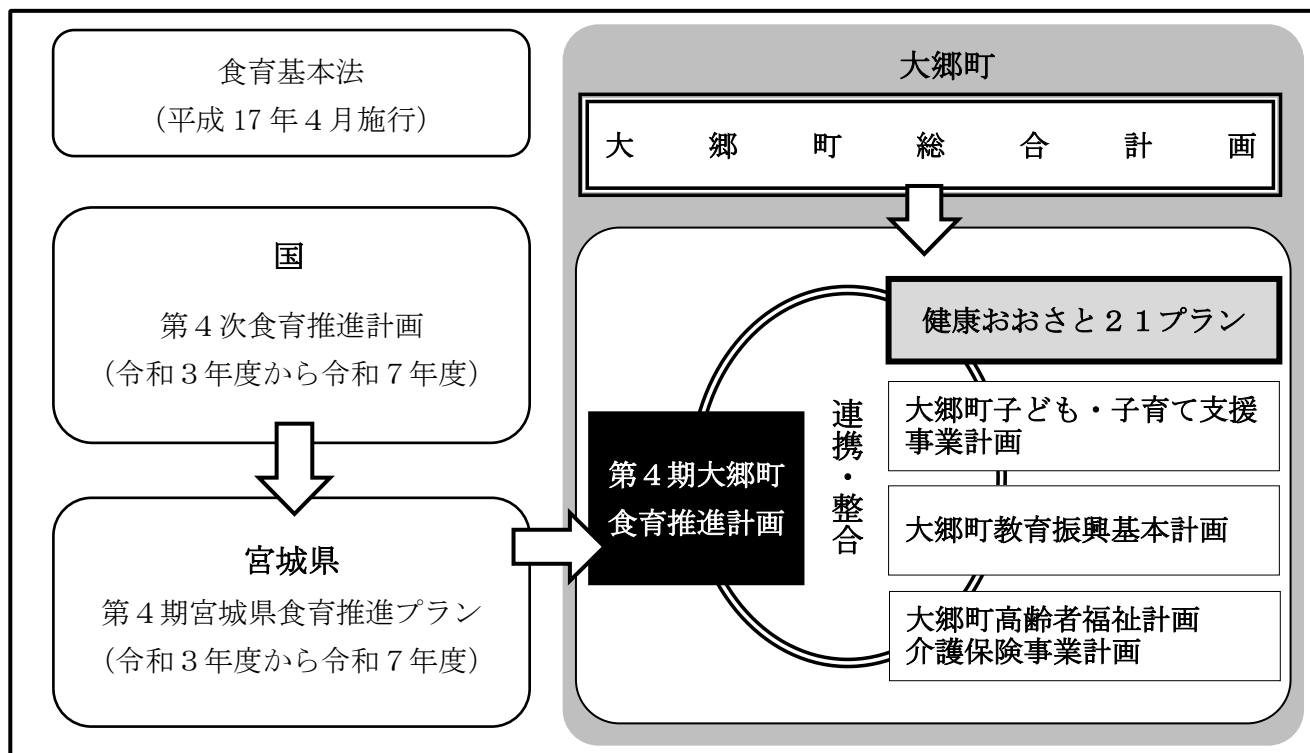 食育基本法
（平成 17 年４月施行）
国
第４次食育推進計画
（令和３年度から令和７年度）
宮城県
第４期宮城県食育推進プラン
（令和３年度から令和７年度）
大郷町
大郷町総合計画
第４期大郷町
食育推進計画
連携・整合
健康おおさと２１プラン
大郷町子ども・子育て支援
事業計画
大郷町教育振興基本計画
大郷町高齢者福祉計画
介護保険事業計画